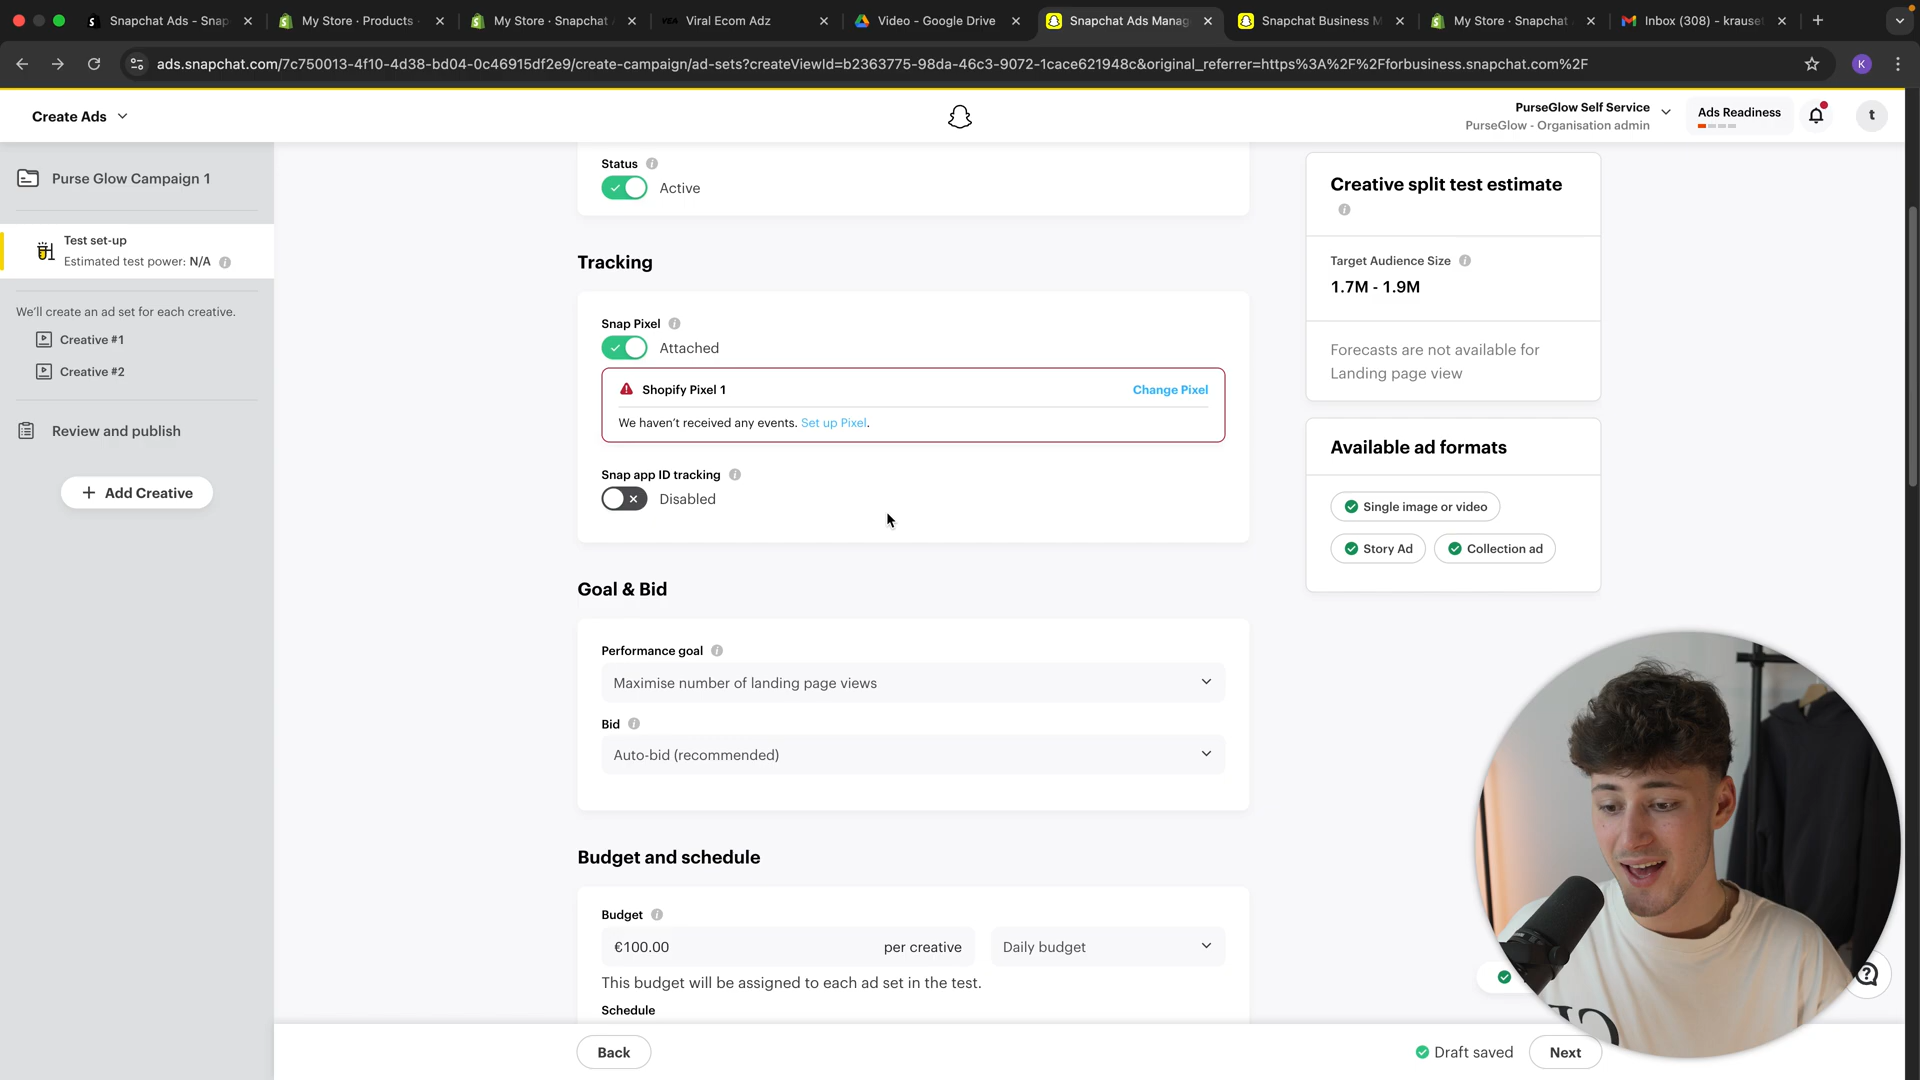 Snapchat Ads - Snap
My Store · Products
My Store · Snapchat
VEA
Viral Ecom Adz
Video - Google Drive
Snapchat Ads Manag
Snapchat Business M
My Store · Snapchat
Inbox (308) - krause
ads.snapchat.com/7c750013-4f10-4d38-bd04-0c46915df2e9/create-campaign/ad-sets?createViewId=b2363775-98da-46c3-9072-1cace621948c&original_referrer=https%3A%2F%2Fforbusiness.snapchat.com%2F
K
Create Ads
PurseGlow Self Service
PurseGlow - Organisation admin
Ads Readiness
t
Purse Glow Campaign 1
Test set-up
Estimated test power: N/A
We'll create an ad set for each creative.
Creative #1
Creative #2
Review and publish
+ Add Creative
Status
Active
Tracking
Snap Pixel
Attached
Shopify Pixel 1
Change Pixel
We haven't received any events. Set up Pixel.
Snap app ID tracking
Disabled
Goal & Bid
Performance goal
Maximise number of landing page views
Bid
Auto-bid (recommended)
Budget and schedule
Budget
€100.00
per creative
Daily budget
This budget will be assigned to each ad set in the test.
Schedule
Back
Draft saved
Next
Creative split test estimate
Target Audience Size
1.7M - 1.9M
Forecasts are not available for
Landing page view
Available ad formats
Single image or video
Story Ad
Collection ad